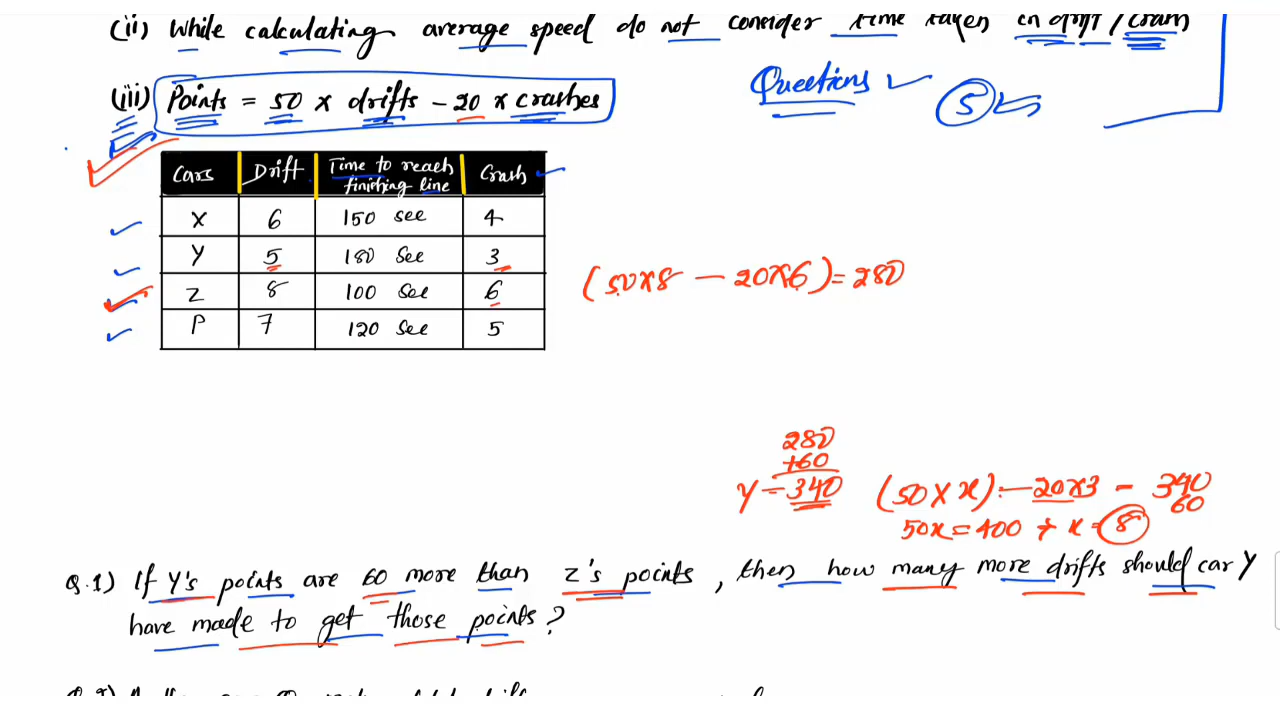 (ii) While calculating average speed do not consider time taken in drift/crash
(iii) Points = 50 x drifts - 20 x crashes
Questions
5
Cars Drift Time to reach finishing line Crash
X 6 150 sec 4
Y 5 180 Sec 3
Z 8 100 Sec 6
P 7 120 Sec 5
(50x8 - 20x6) = 280
280
+60
Y = 340 (50 x x) - 20x3 = 340
60
50x = 400 x = 8
Q.1) If Y's points are 60 more than Z's points, then how many more drifts should car Y
have made to get those points?